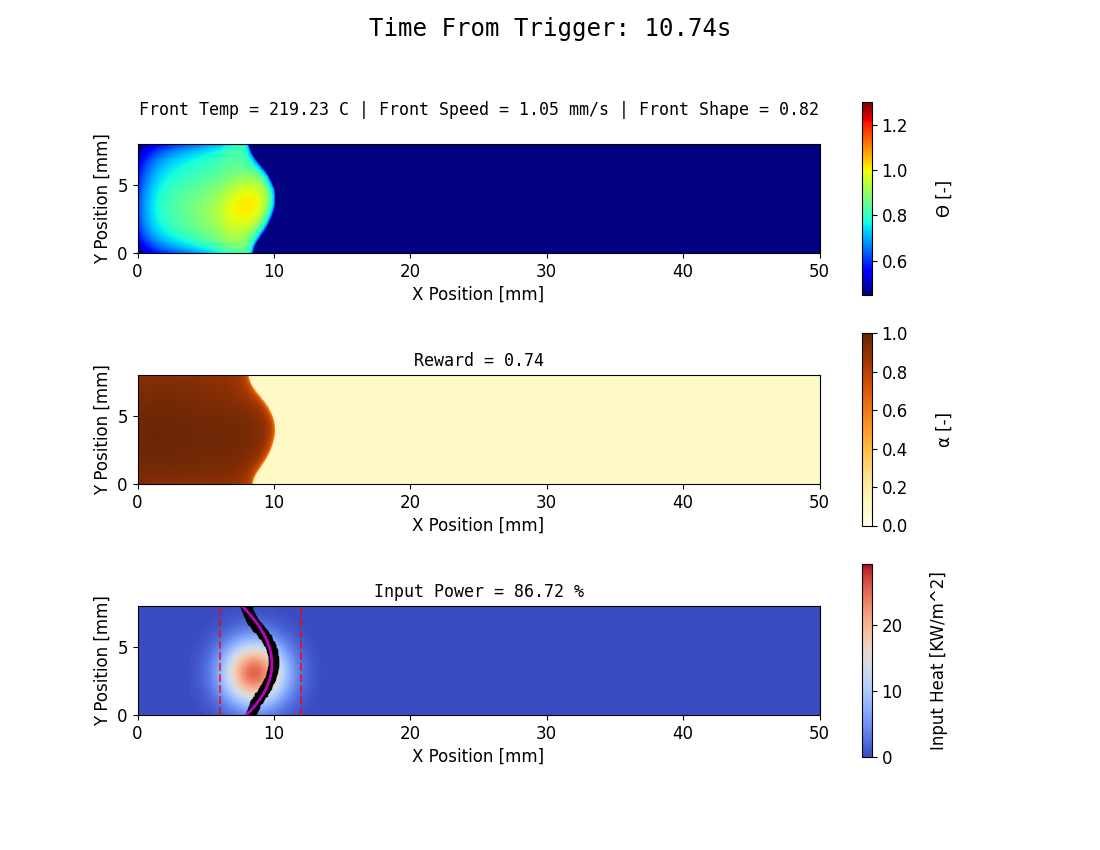 Time From Trigger: 10.74s
Front Temp = 219.23 C | Front Speed = 1.05 mm/s | Front Shape = 0.82
Y Position [mm]
5
0
0 10 20 30 40 50
X Position [mm]
1.2
1.0
0.8
0.6
Θ [-]
Reward = 0.74
Y Position [mm]
5
0
0 10 20 30 40 50
X Position [mm]
1.0
0.8
0.6
0.4
0.2
0.0
α [-]
Input Power = 86.72 %
Y Position [mm]
5
0
0 10 20 30 40 50
X Position [mm]
20
10
0
Input Heat [KW/m^2]